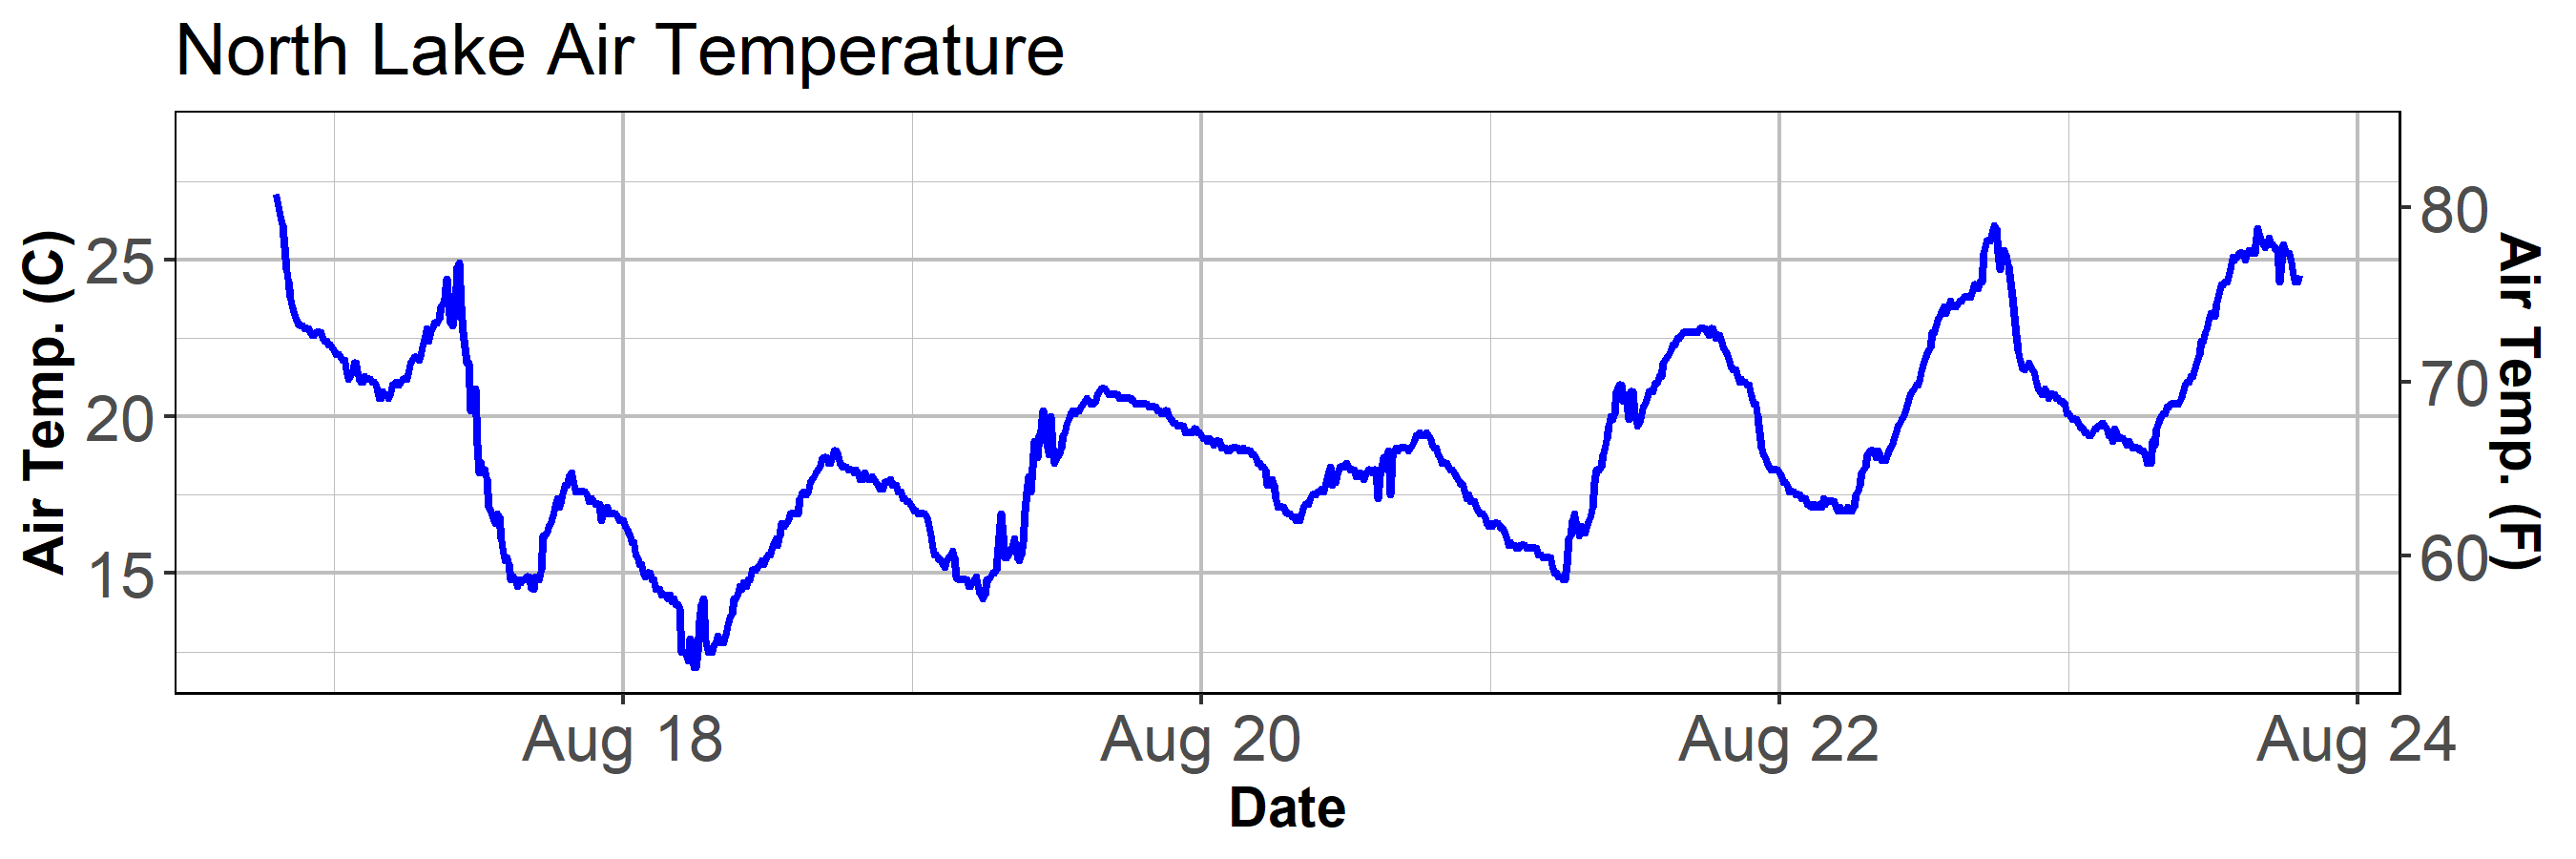 North Lake Air Temperature
Air Temp. (C)
25
20
15
80
70
60
Air Temp. (F)
Aug 18
Aug 20
Aug 22
Aug 24
Date